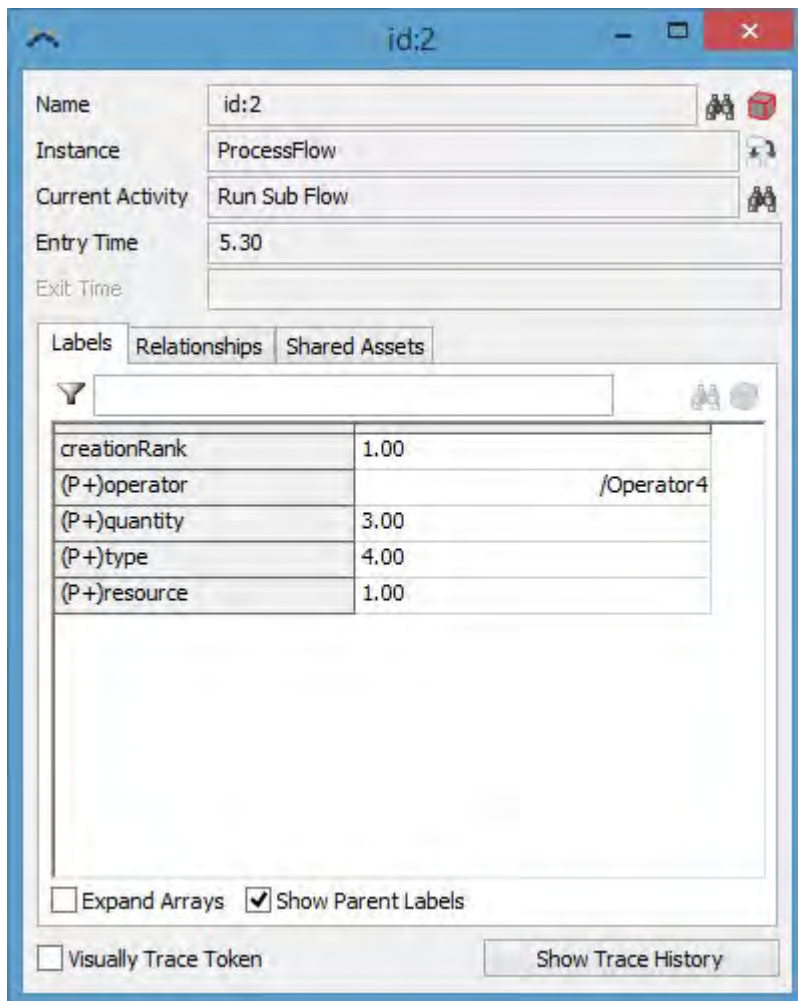 id:2
Name id:2
Instance ProcessFlow
Current Activity Run Sub Flow
Entry Time 5.30
Exit Time
Labels Relationships Shared Assets
creationRank 1.00
(P+)operator /Operator4
(P+)quantity 3.00
(P+)type 4.00
(P+)resource 1.00
Expand Arrays Show Parent Labels
Visually Trace Token Show Trace History